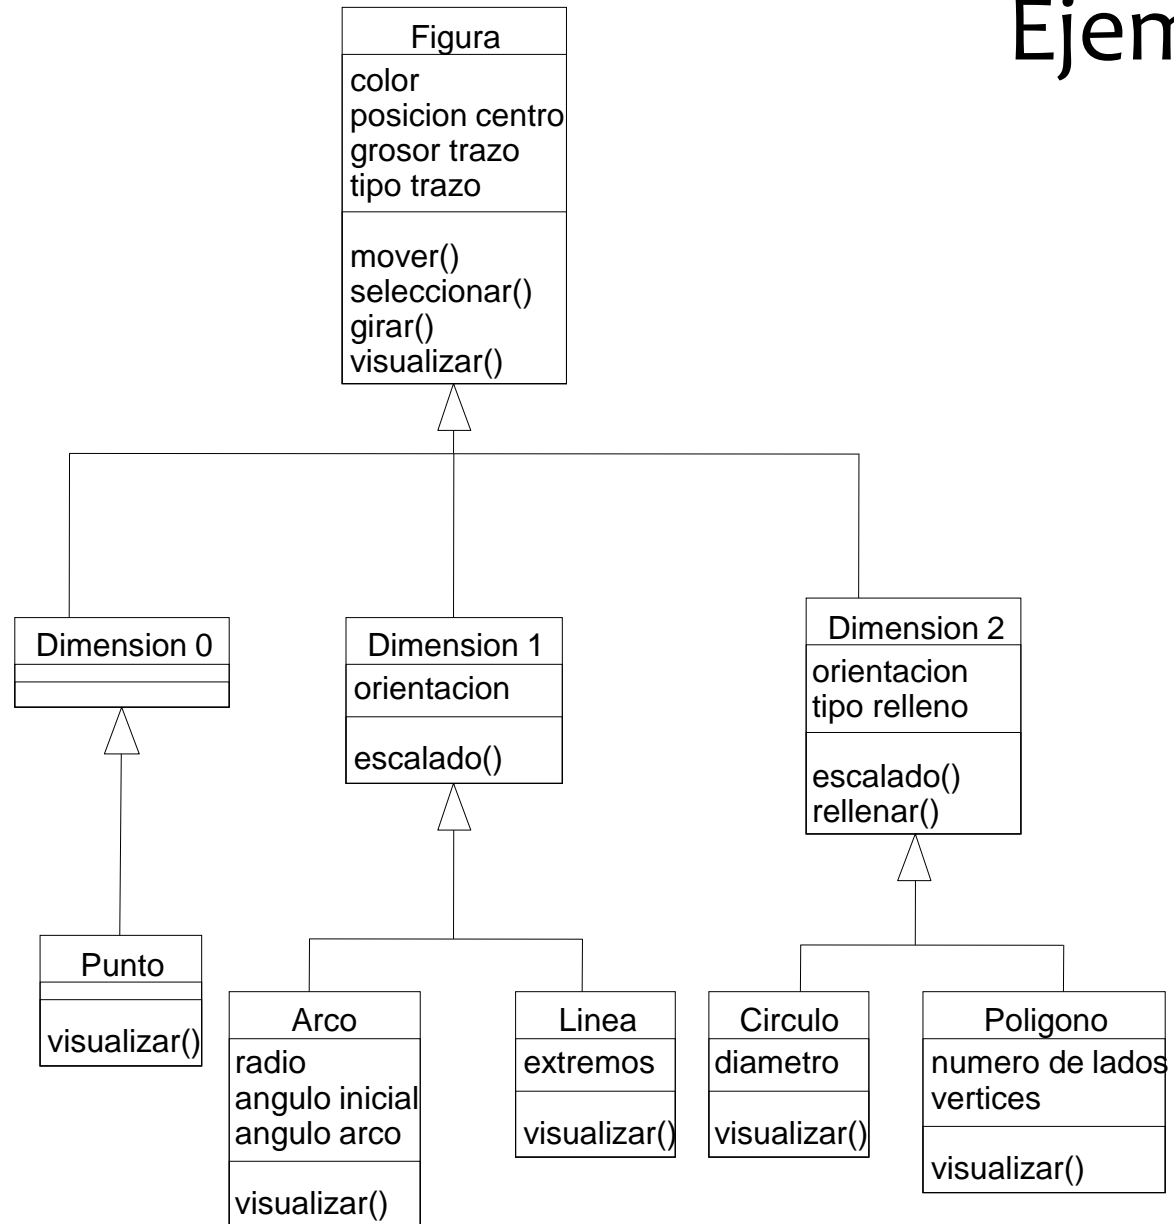 Ejem
Figura
color
posicion centro
grosor trazo
tipo trazo
mover()
seleccionar()
girar()
visualizar()
Dimension 0
Dimension 1
orientacion
escalado()
Dimension 2
orientacion
tipo relleno
escalado()
rellenar()
Punto
visualizar()
Arco
radio
angulo inicial
angulo arco
visualizar()
Linea
extremos
visualizar()
Circulo
diametro
visualizar()
Poligono
numero de lados
vertices
visualizar()